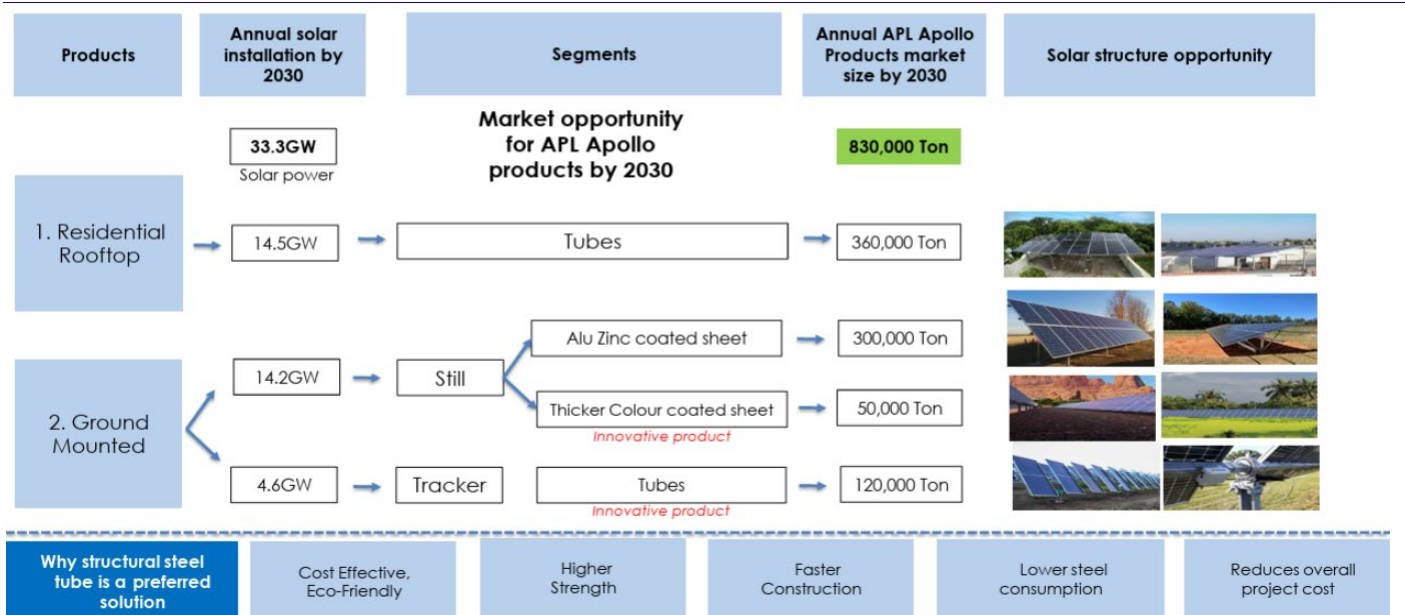 Products
Annual solar
installation by
2030
Segments
Annual APL Apollo
Products market
size by 2030
Solar structure opportunity
33.3GW
Solar power
Market opportunity
for APL Apollo
products by 2030
830,000 Ton
1. Residential
Rooftop
14.5GW
Tubes
360,000 Ton
2. Ground
Mounted
14.2GW
Still
Alu Zinc coated sheet
300,000 Ton
Thicker Colour coated sheet
Innovative product
50,000 Ton
4.6GW
Tracker
Tubes
Innovative product
120,000 Ton
Why structural steel
tube is a preferred
solution
Cost Effective,
Eco-Friendly
Higher
Strength
Faster
Construction
Lower steel
consumption
Reduces overall
project cost